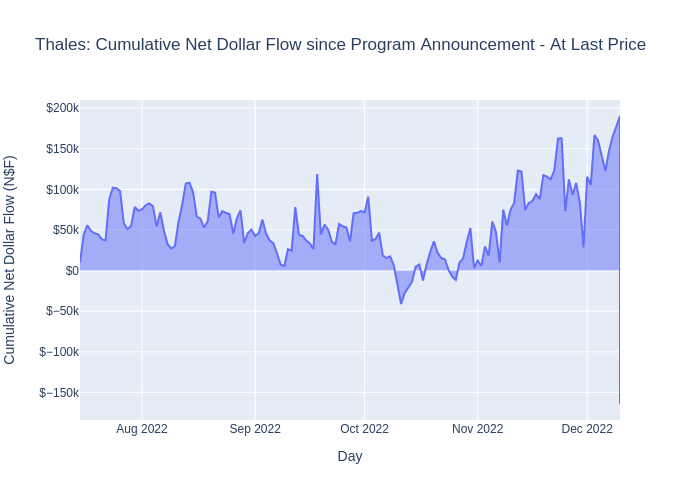 Thales: Cumulative Net Dollar Flow since Program Announcement - At Last Price
Cumulative Net Dollar Flow (N$F)
$200k
$150k
$100k
$50k
$0
$−50k
$−100k
$−150k
Aug 2022
Sep 2022
Oct 2022
Nov 2022
Dec 2022
Day